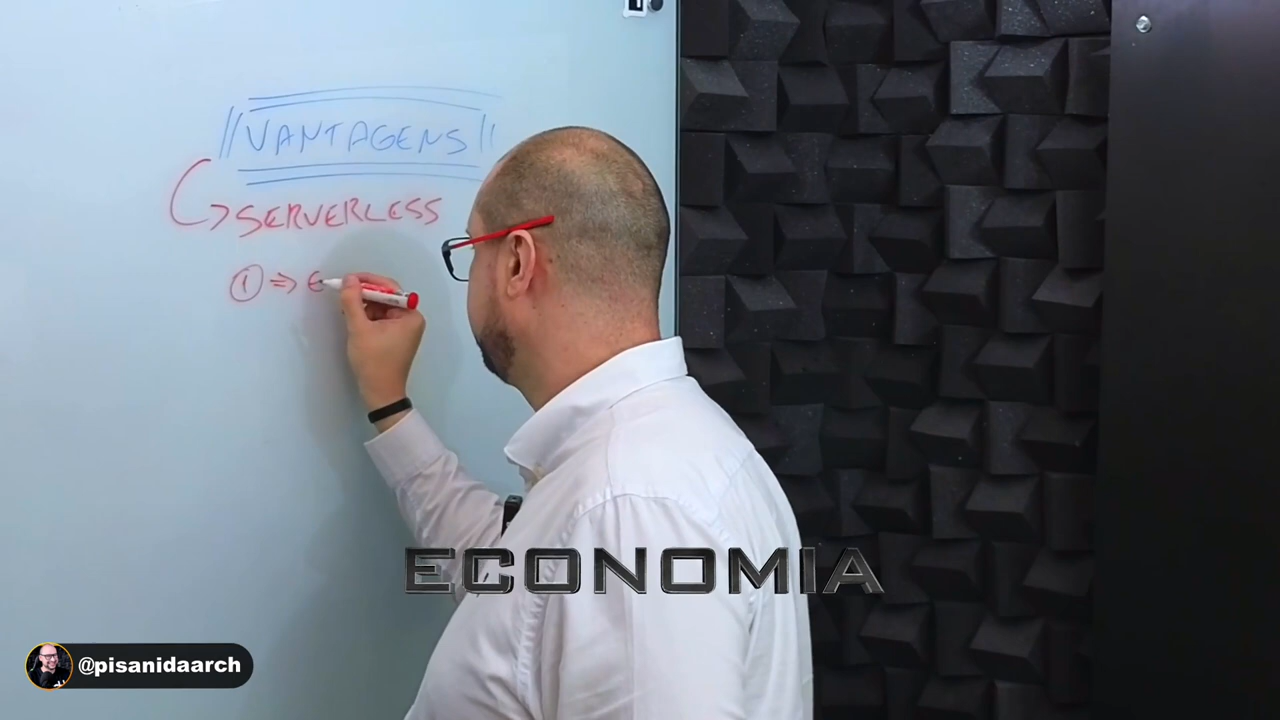 VANTAGENS
SERVERLESS
1 => E
ECONOMIA
@pisanidaarch